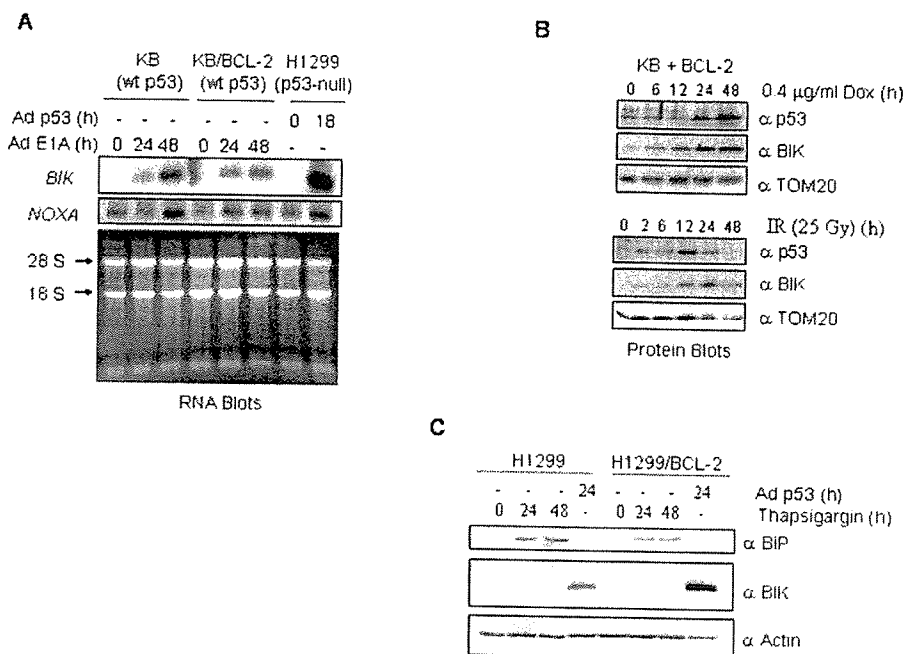 A
KB KB/BCL-2 H1299
(wt p53) (wt p53) (p53-null)
Ad p53 (h) - - - - - - 0 18
Ad E1A (h) 0 24 48 0 24 48 - -
BIK
NOXA
28 S
18 S
RNA Blots
B
KB + BCL-2
0 6 12 24 48 0.4 µg/ml Dox (h)
α p53
α BIK
α TOM20
0 2 6 12 24 48 IR (25 Gy) (h)
α p53
α BIK
α TOM20
Protein Blots
C
H1299 H1299/BCL-2
- - - 24 - - - 24 Ad p53 (h)
0 24 48 - 0 24 48 - Thapsigargin (h)
α BiP
α BIK
α Actin